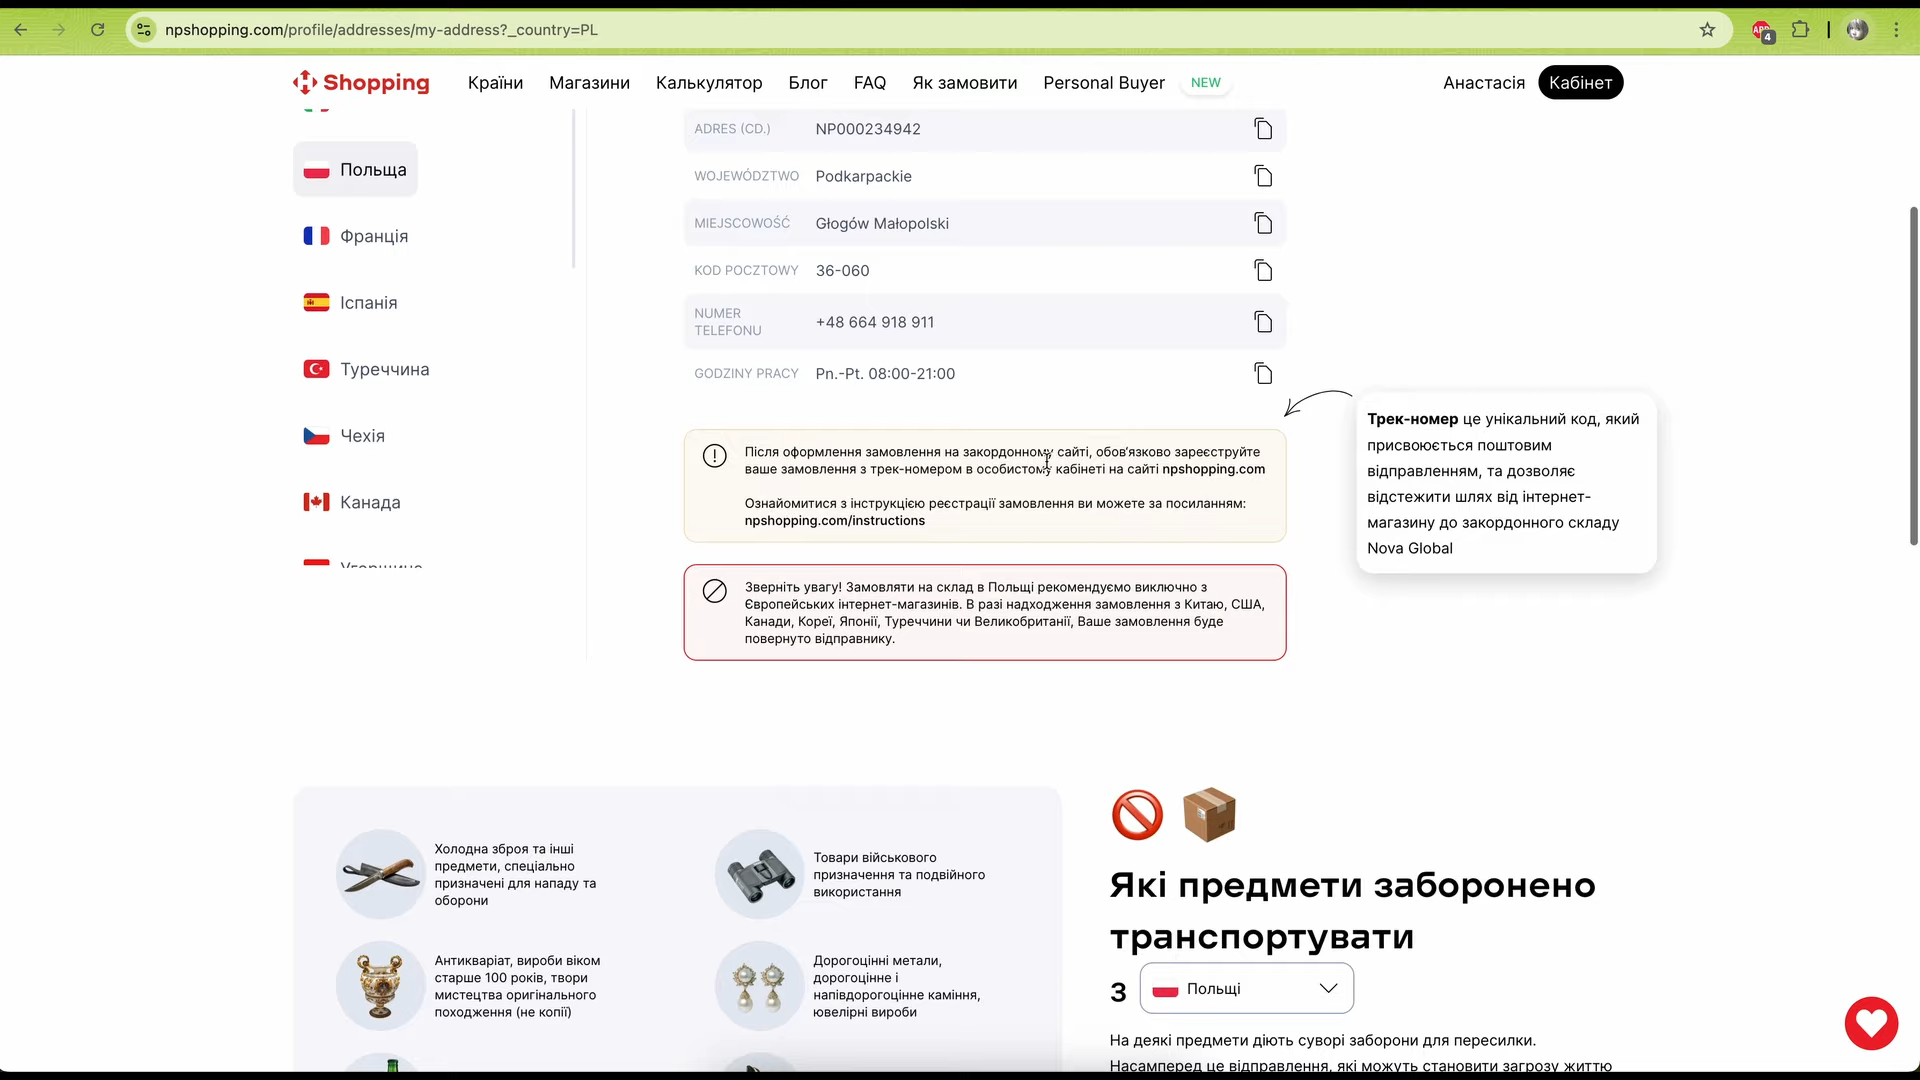 npshopping.com/profile/addresses/my-address?_country=PL
4
Shopping
Країни
Магазини
Калькулятор
Блог
FAQ
Як замовити
Personal Buyer
NEW
Анастасія
Кабінет
Польща
Франція
Іспанія
Туреччина
Чехія
Канада
ADRES (CD.)
NP000234942
WOJEWÓDZTWO
Podkarpackie
MIEJSCOWOŚĆ
Głogów Małopolski
KOD POCZTOWY
36-060
NUMER
TELEFONU
+48 664 918 911
GODZINY PRACY
Pn.-Pt. 08:00-21:00
Після оформлення замовлення на закордонному сайті, обов’язково зареєструйте
ваше замовлення з трек-номером в особистому кабінеті на сайті npshopping.com
Ознайомитися з інструкцією реєстрації замовлення ви можете за посиланням:
npshopping.com/instructions
Трек-номер це унікальний код, який
присвоюється поштовим
відправленням, та дозволяє
відстежити шлях від інтернет-
магазину до закордонного складу
Nova Global
Зверніть увагу! Замовляти на склад в Польщі рекомендуємо виключно з
Європейських інтернет-магазинів. В разі надходження замовлення з Китаю, США,
Канади, Кореї, Японії, Туреччини чи Великобританії, Ваше замовлення буде
повернуто відправнику.
Холодна зброя та інші
предмети, спеціально
призначені для нападу та
оборони
Товари військового
призначення та подвійного
використання
Антикваріат, вироби віком
старше 100 років, твори
мистецтва оригінального
походження (не копії)
Дорогоцінні метали,
дорогоцінне і
напівдорогоцінне каміння,
ювелірні вироби
Які предмети заборонено
транспортувати
з
Польщі
На деякі предмети діють суворі заборони для пересилки.
Насамперед це відправлення, які можуть становити загрозу життю